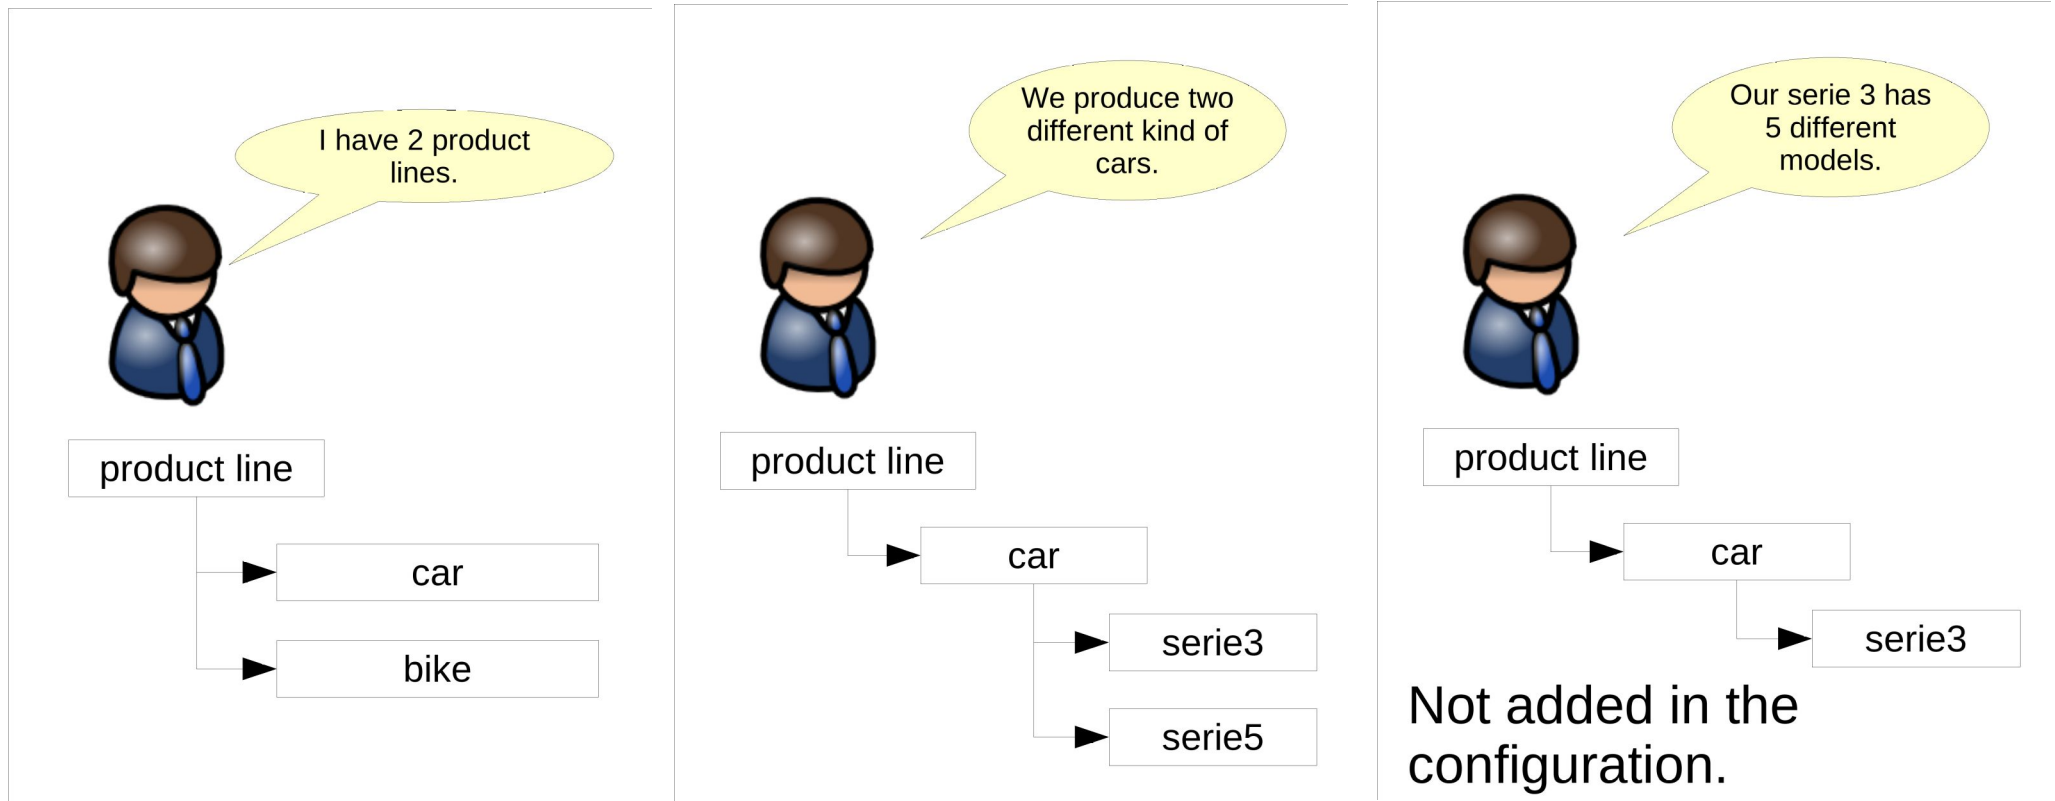 I have 2 product
lines.
product line
car
bike
We produce two
different kind of
cars.
product line
car
serie3
serie5
Our serie 3 has
5 different
models.
product line
car
serie3
Not added in the
configuration.